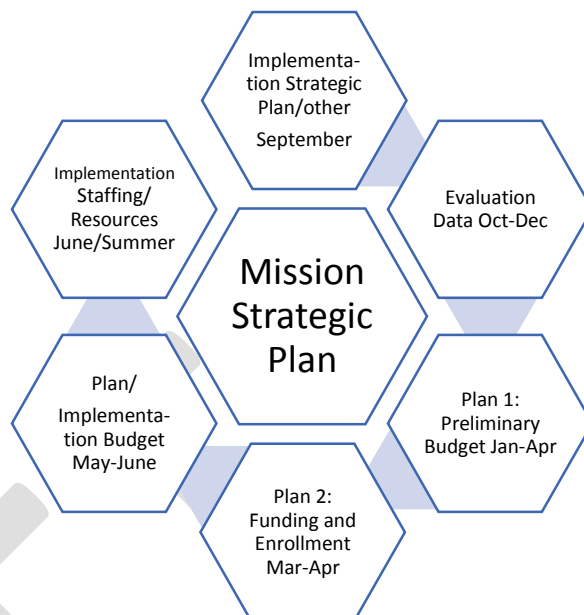 Implementa-
tion Strategic
Plan/other
September
Evaluation
Data Oct-Dec
Plan 1:
Preliminary
Budget Jan-Apr
Plan 2:
Funding and
Enrollment
Mar-Apr
Plan/
Implementa-
tion Budget
May-June
Implementation
Staffing/
Resources
June/Summer
Mission
Strategic
Plan